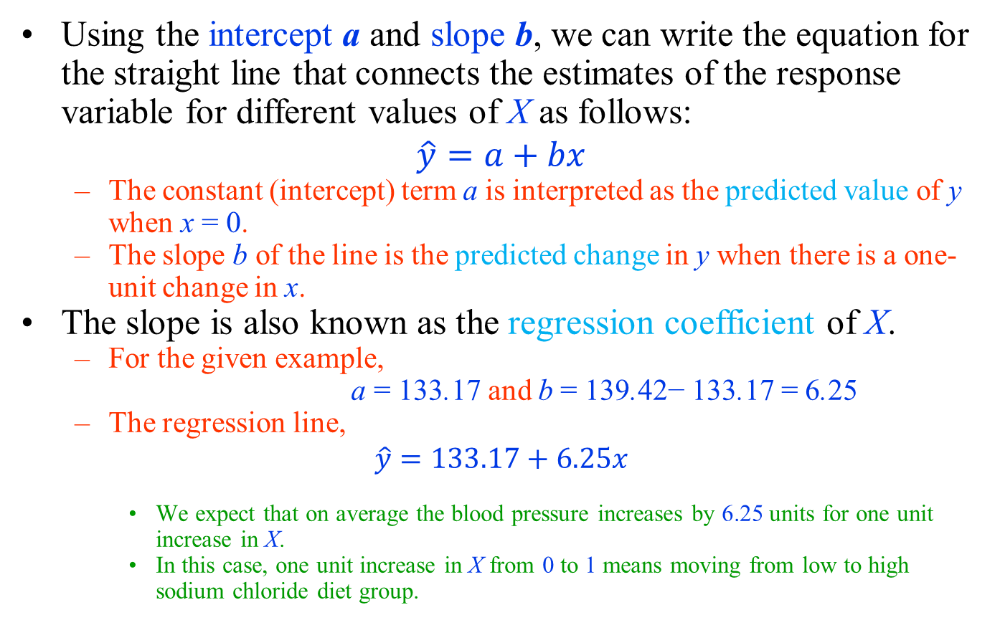 • Using the intercept a and slope b, we can write the equation for
the straight line that connects the estimates of the response
variable for different values of X as follows:
ŷ = a + bx
– The constant (intercept) term a is interpreted as the predicted value of y
when x = 0.
– The slope b of the line is the predicted change in y when there is a one-
unit change in x.
• The slope is also known as the regression coefficient of X.
– For the given example,
a = 133.17 and b = 139.42− 133.17 = 6.25
– The regression line,
ŷ = 133.17 + 6.25x
• We expect that on average the blood pressure increases by 6.25 units for one unit
increase in X.
• In this case, one unit increase in X from 0 to 1 means moving from low to high
sodium chloride diet group.